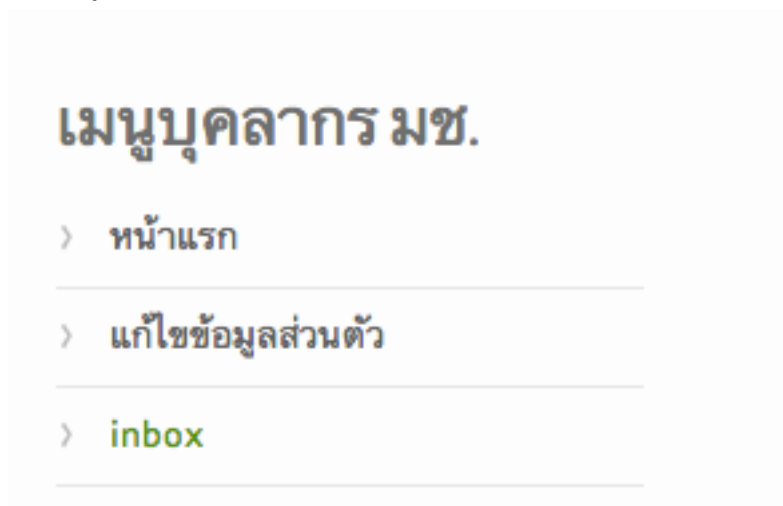 เมนูบุคลากร มช.
หน้าแรก
แก้ไขข้อมูลส่วนตัว
inbox